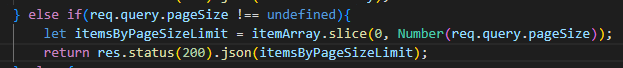 } else if(req.query.pageSize !== undefined){
let itemsByPageSizeLimit = itemArray.slice(0, Number(req.query.pageSize));
return res.status(200).json(itemsByPageSizeLimit);